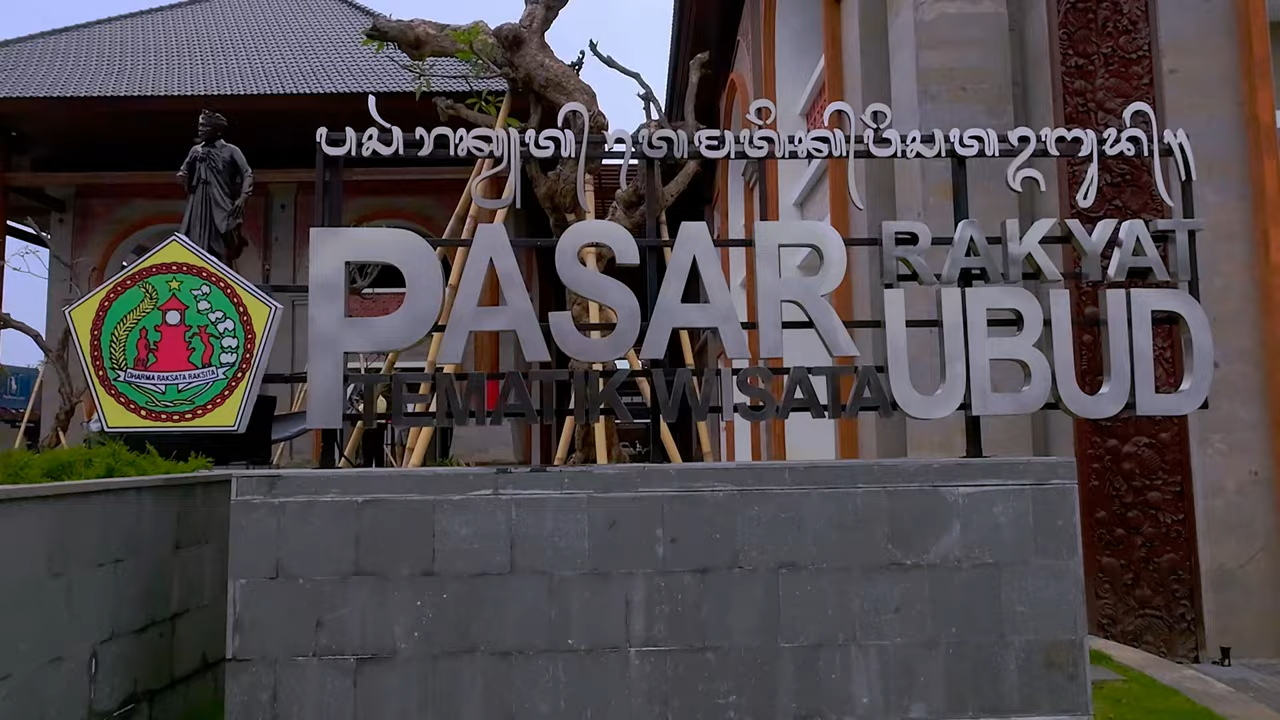 PASAR RAKYAT
UBUD
TEMATIK WISATA
DHARMA RAKSATA RAKSITA